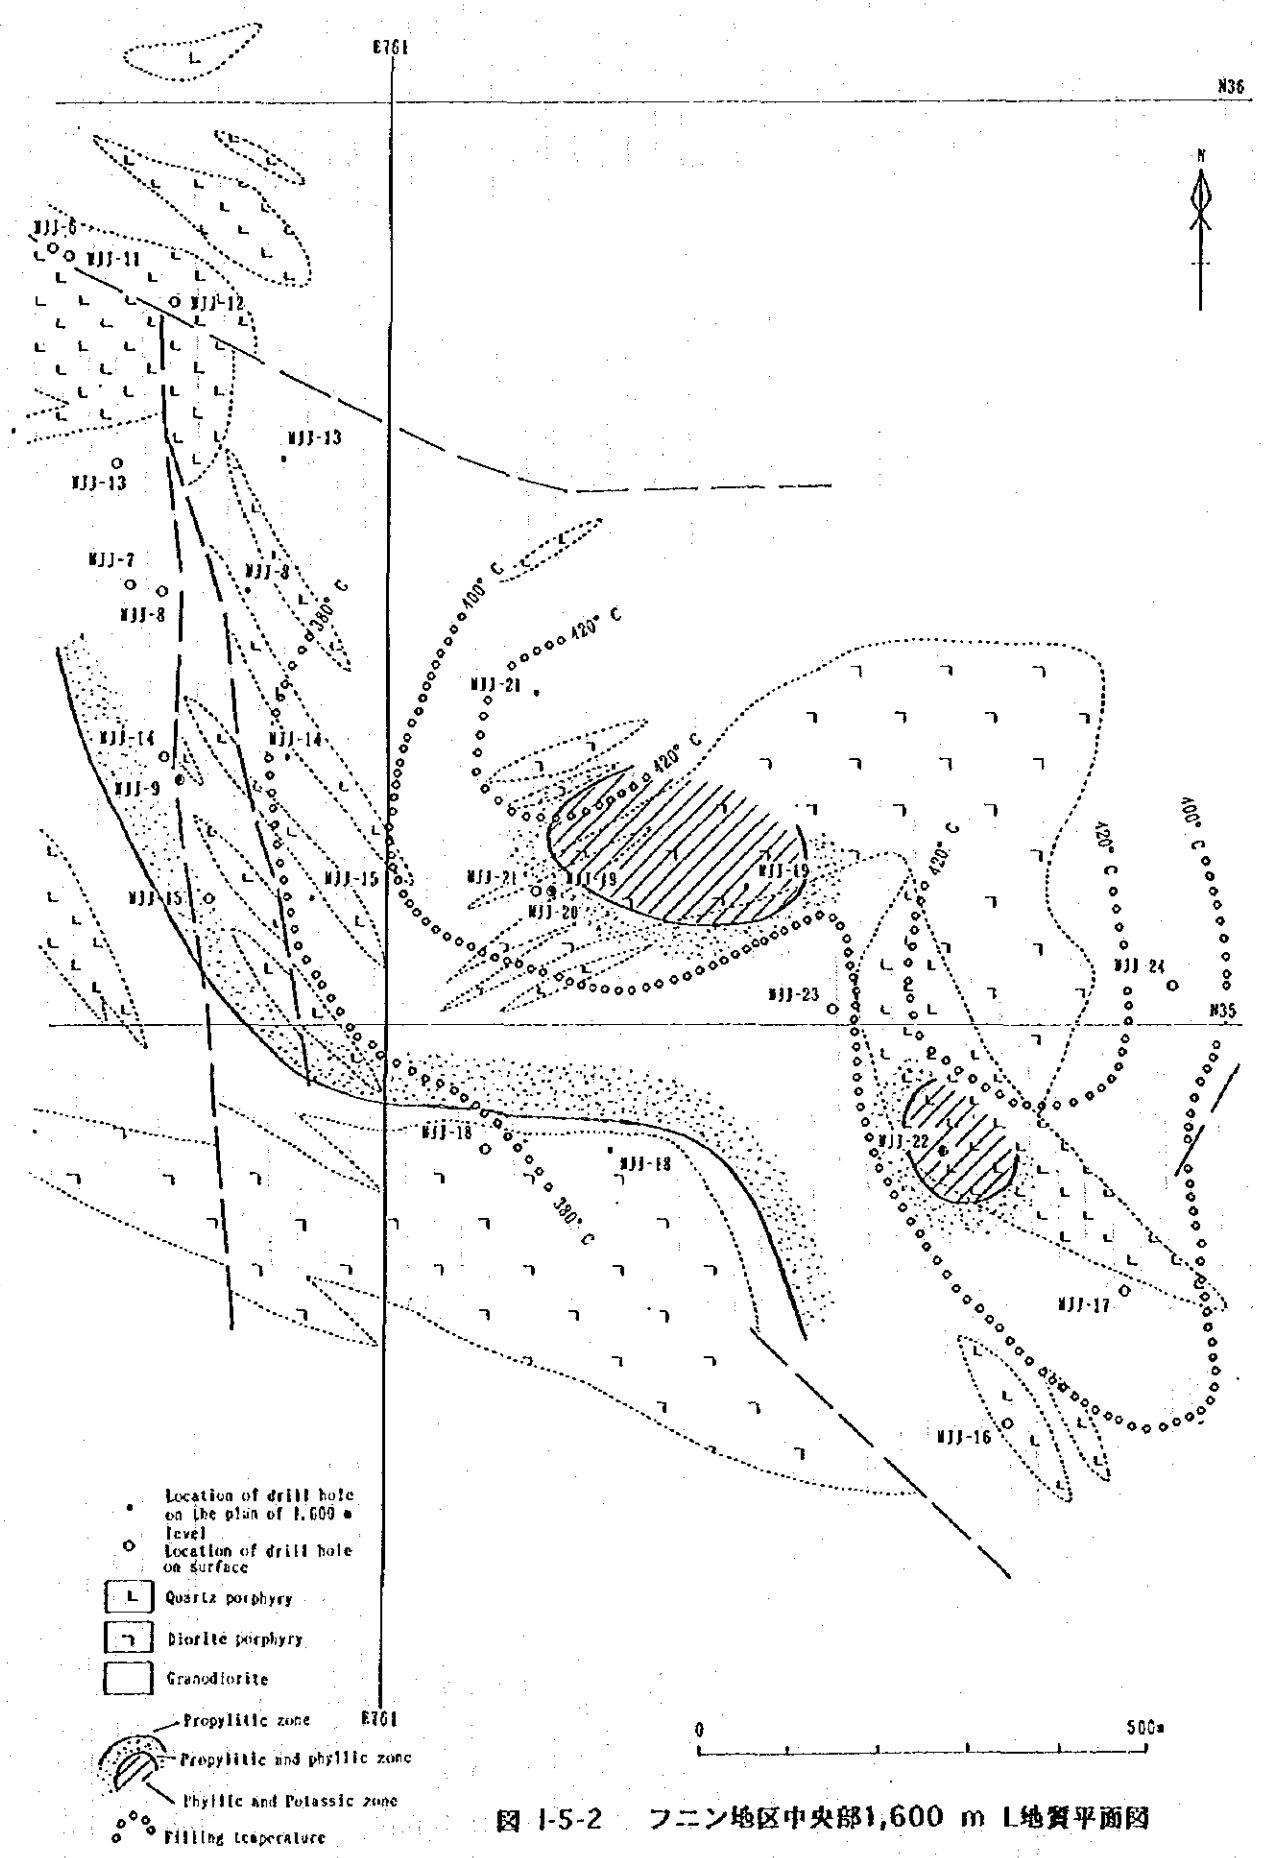 E761
N36
N
MJJ-6
MJJ-11
MJJ-12
MJJ-13
MJJ-13
MJJ-7
MJJ-8
MJJ-8
380° C
400° C
420° C
MJJ-21
MJJ-14
MJJ-14
420° C
MJJ-9
400° C
420° C
420° C
MJJ-15
MJJ-21
MJJ-19
MJJ-19
MJJ-15
MJJ-20
MJJ-24
MJJ-23
N35
MJJ-18
MJJ-22
MJJ-18
380° C
MJJ-17
MJJ-16
Location of drill hole
on the plan of 1,600 m
level
Location of drill hole
on surface
Quartz porphyry
Diorite porphyry
Granodiorite
Propylitic zone
E761
Propylitic and phyllic zone
0
500m
Phyllic and Potassic zone
Filling temperature
図 I-5-2 フニン地区中央部1,600 m L地質平面図